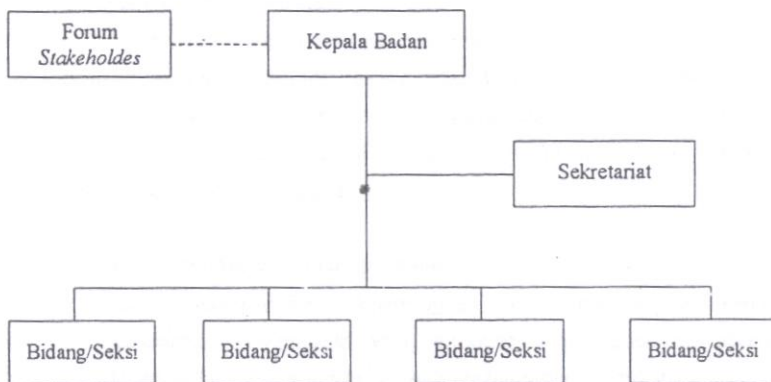 Forum
Stakeholdes
Kepala Badan
Sekretariat
Bidang/Seksi
Bidang/Seksi
Bidang/Seksi
Bidang/Seksi